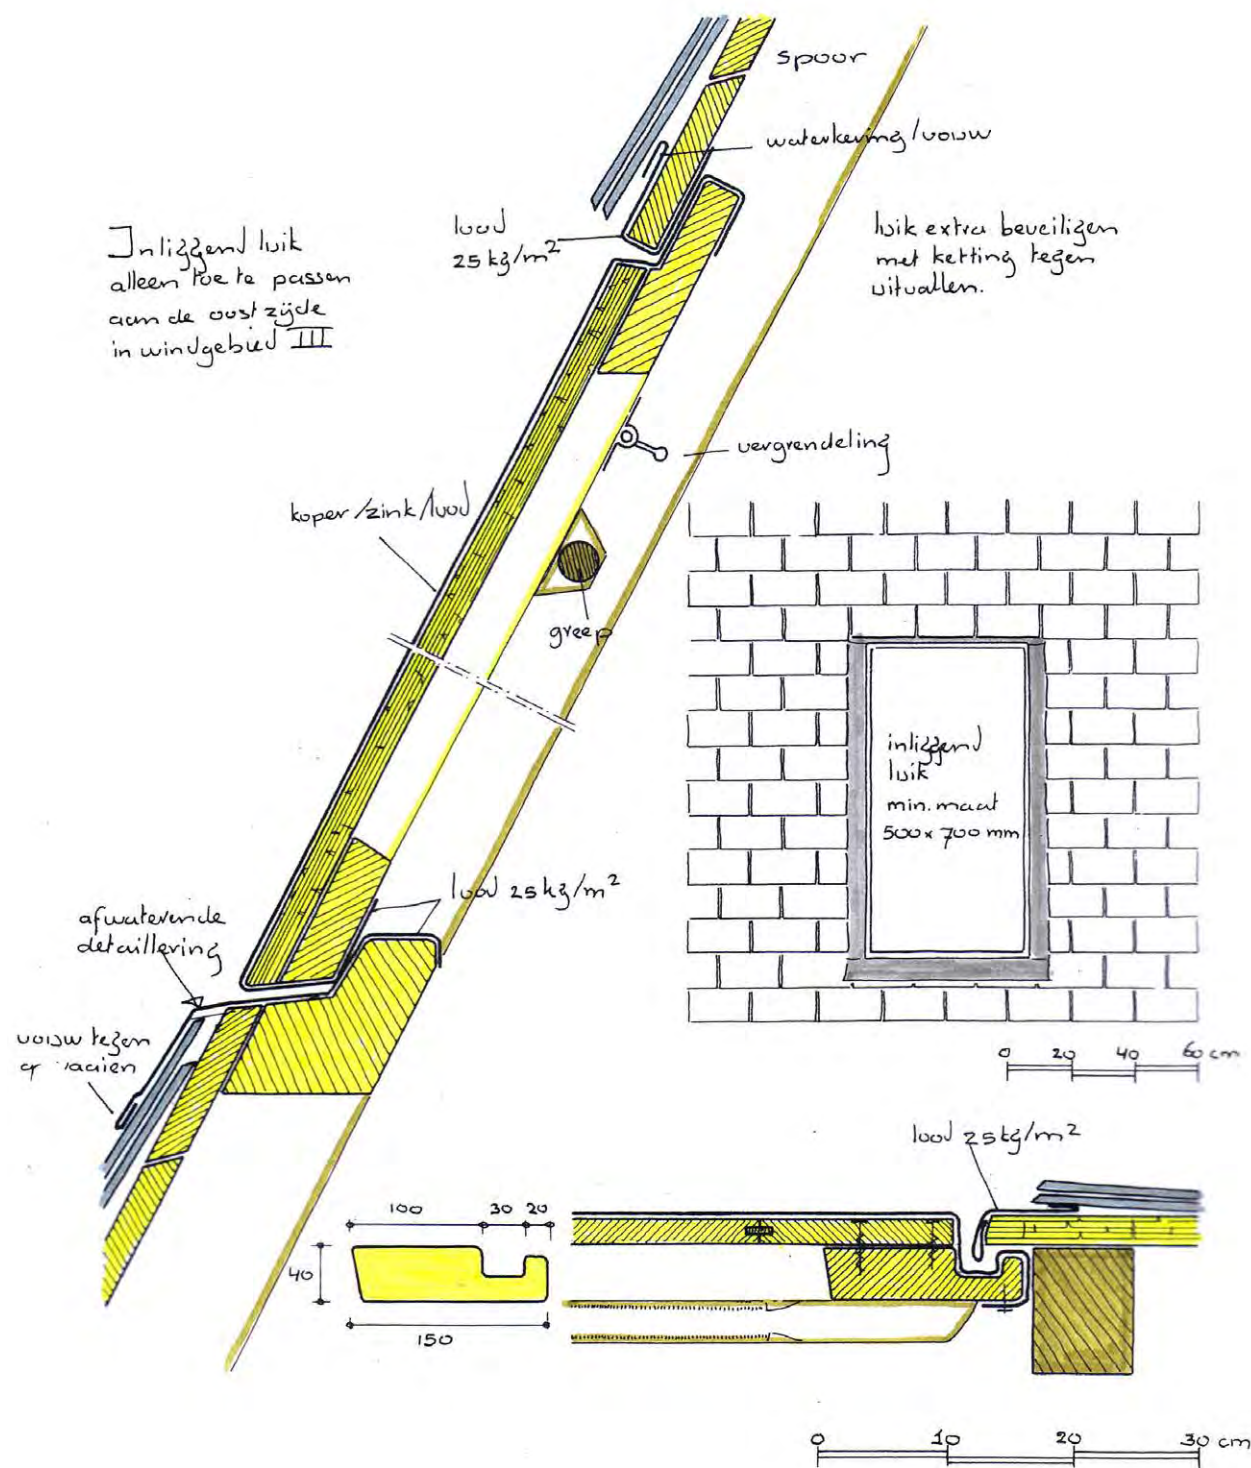 spoor
waterkering/vouw
lood
25 kg/m²
Inliggend luik
alleen toe te passen
aan de oostzijde
in windgebied III
luik extra beveiligen
met ketting tegen
uitvallen.
vergrendeling
koper/zink/lood
greep
inliggend
luik
min. maat
500 x 700 mm
lood 25 kg/m²
afwaterende
detaillering
vouw tegen
0 20 40 60 cm
lood 25 kg/m²
100 30 20
40
150
0 10 20 30 cm